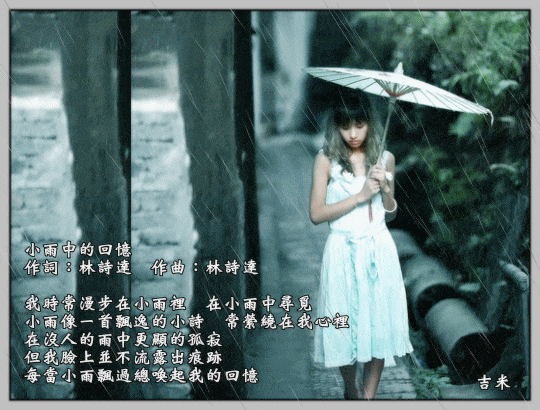 小雨中的回憶
作詞：林詩達　作曲：林詩達
我時常漫步在小雨裡　在小雨中尋覓
小雨像一首飄逸的小詩　常縈繞在我心裡
在沒人的雨中更顯的孤寂
但我臉上並不流露出痕跡
每當小雨飄過總喚起我的回憶
吉米